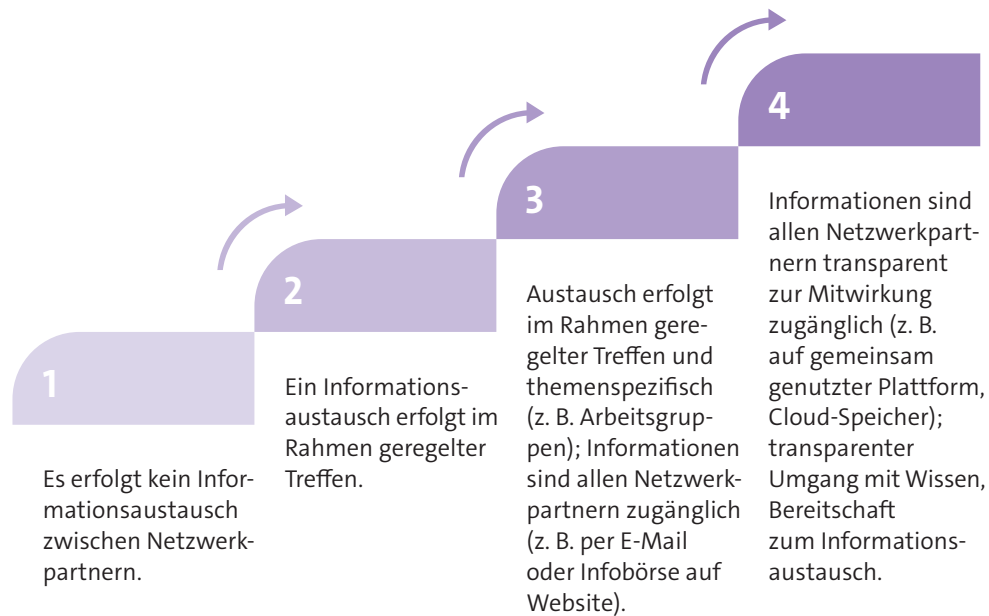 1
Es erfolgt kein Infor-
mationsaustausch
zwischen Netzwerk-
partnern.
2
Ein Informations-
austausch erfolgt im
Rahmen geregelter
Treffen.
3
Austausch erfolgt
im Rahmen gere-
gelter Treffen und
themenspezifisch
(z. B. Arbeitsgrup-
pen); Informationen
sind allen Netzwerk-
partnern zugänglich
(z. B. per E-Mail
oder Infobörse auf
Website).
4
Informationen sind
allen Netzwerkpart-
nern transparent
zur Mitwirkung
zugänglich (z. B.
auf gemeinsam
genutzter Plattform,
Cloud-Speicher);
transparenter
Umgang mit Wissen,
Bereitschaft
zum Informations-
austausch.